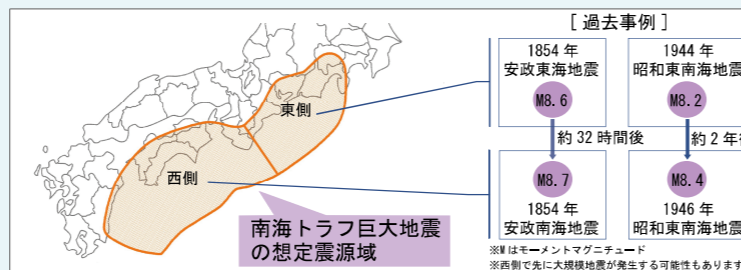 [ 過去事例 ]
1854 年
安政東海地震
M8.6
1944 年
昭和東南海地震
M8.2
約 32 時間後
約 2 年後
M8.7
1854 年
安政南海地震
M8.4
1946 年
昭和東南海地震
東側
西側
南海トラフ巨大地震
の想定震源域
※Mはモーメントマグニチュード
※西側で先に大規模地震が発生する可能性もあります